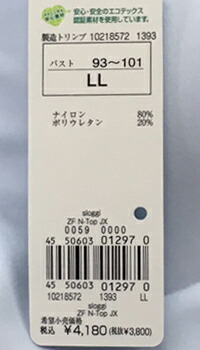 安心・安全のエコテックス
認証素材を使用しています。
製造トリンプ 10218572 1393
バスト 93～101
LL
ナイロン 80%
ポリウレタン 20%
sloggi
ZF N-Top JX
0059 0000
45 50603 01297 0
45 50603 01297 0
10218572 1393 LL
sloggi
ZF N-Top JX
希望小売価格
税込 ¥4,180 (税抜¥3,800)